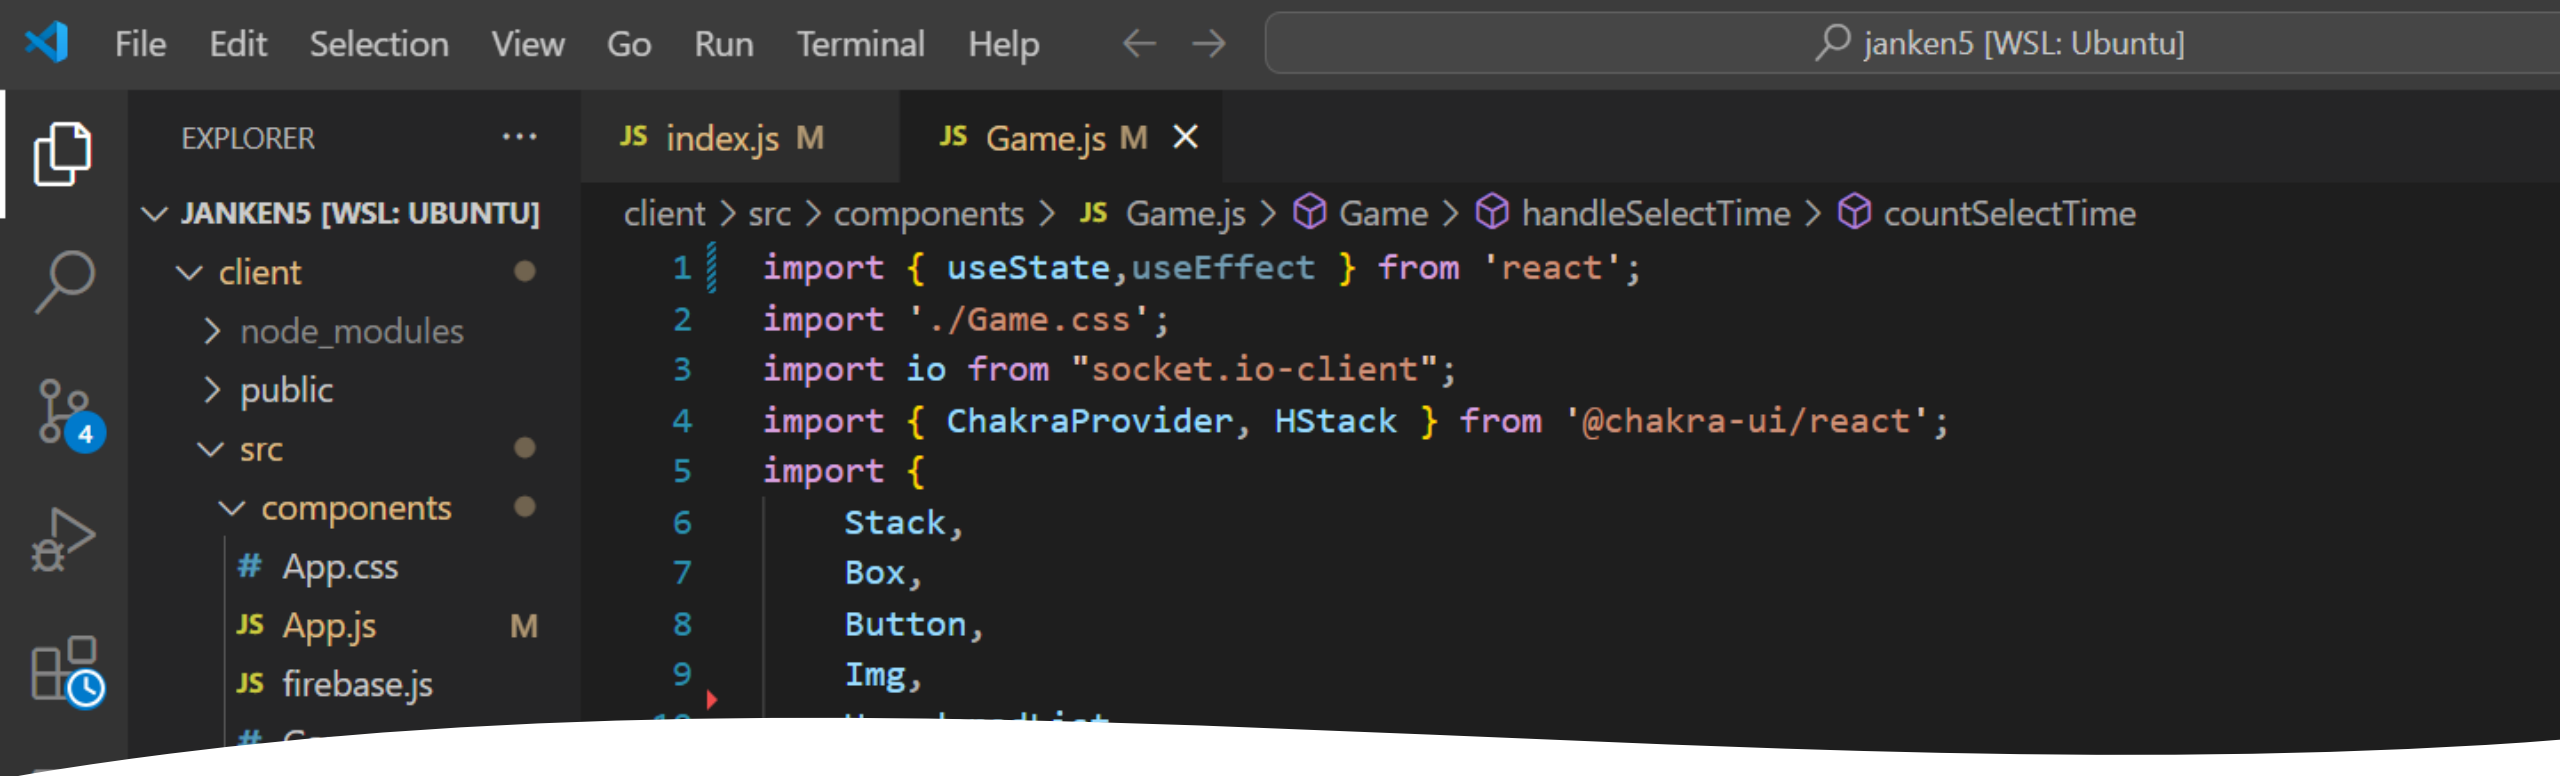 File Edit Selection View Go Run Terminal Help janken5 [WSL: Ubuntu]
EXPLORER
JANKEN5 [WSL: UBUNTU]
client
node_modules
public
src
components
# App.css
JS App.js M
JS firebase.js
4
JS index.js M
JS Game.js M
client > src > components > JS Game.js > Game > handleSelectTime > countSelectTime
1 import { useState,useEffect } from 'react';
2 import './Game.css';
3 import io from "socket.io-client";
4 import { ChakraProvider, HStack } from '@chakra-ui/react';
5 import {
6 Stack,
7 Box,
8 Button,
9 Img,